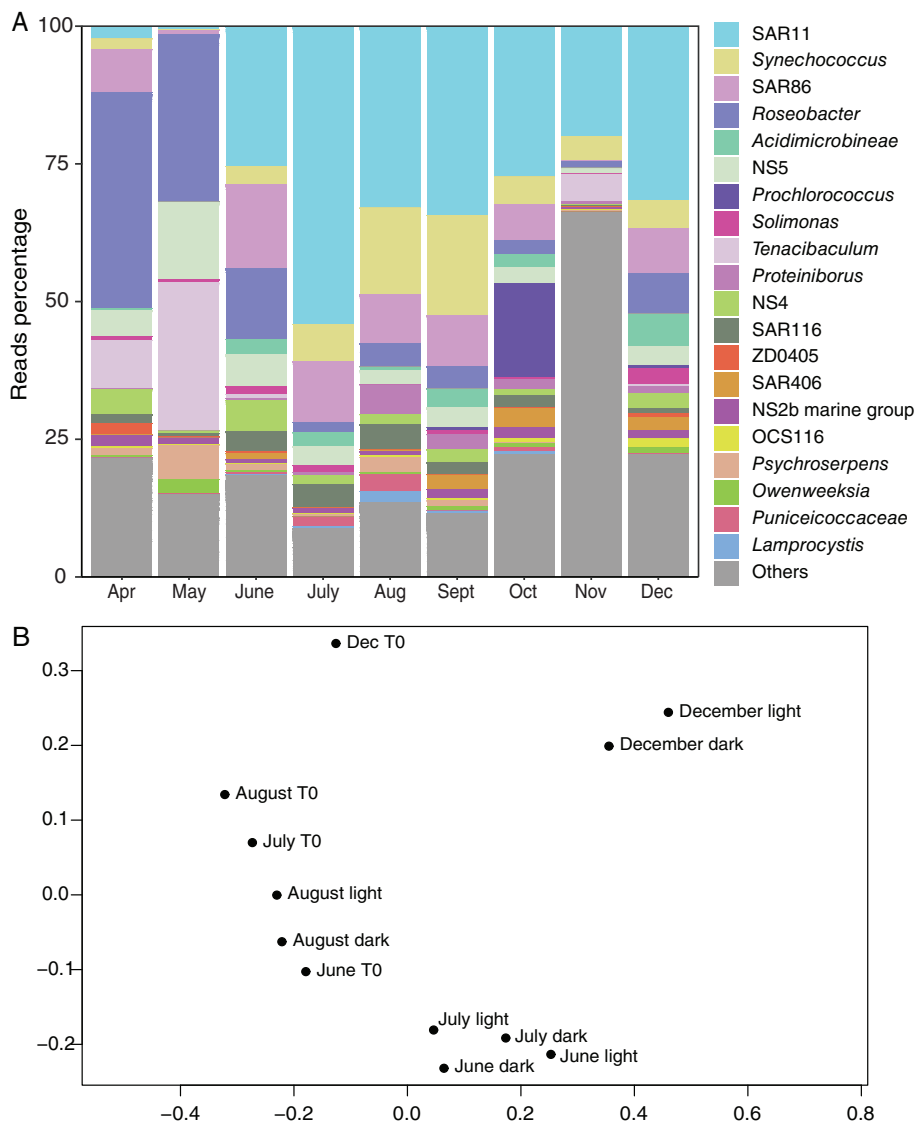 A
100
75
50
25
0
Reads percentage
Apr May June July Aug Sept Oct Nov Dec
SAR11
Synechococcus
SAR86
Roseobacter
Acidimicrobineae
NS5
Prochlorococcus
Solimonas
Tenacibaculum
Proteiniborus
NS4
SAR116
ZD0405
SAR406
NS2b marine group
OCS116
Psychroserpens
Owenweeksia
Puniceicoccaceae
Lamprocystis
Others
B
0.3
0.2
0.1
0.0
−0.1
−0.2
Dec T0
December light
December dark
August T0
July T0
August light
August dark
June T0
July light
July dark
June light
June dark
−0.4 −0.2 0.0 0.2 0.4 0.6 0.8